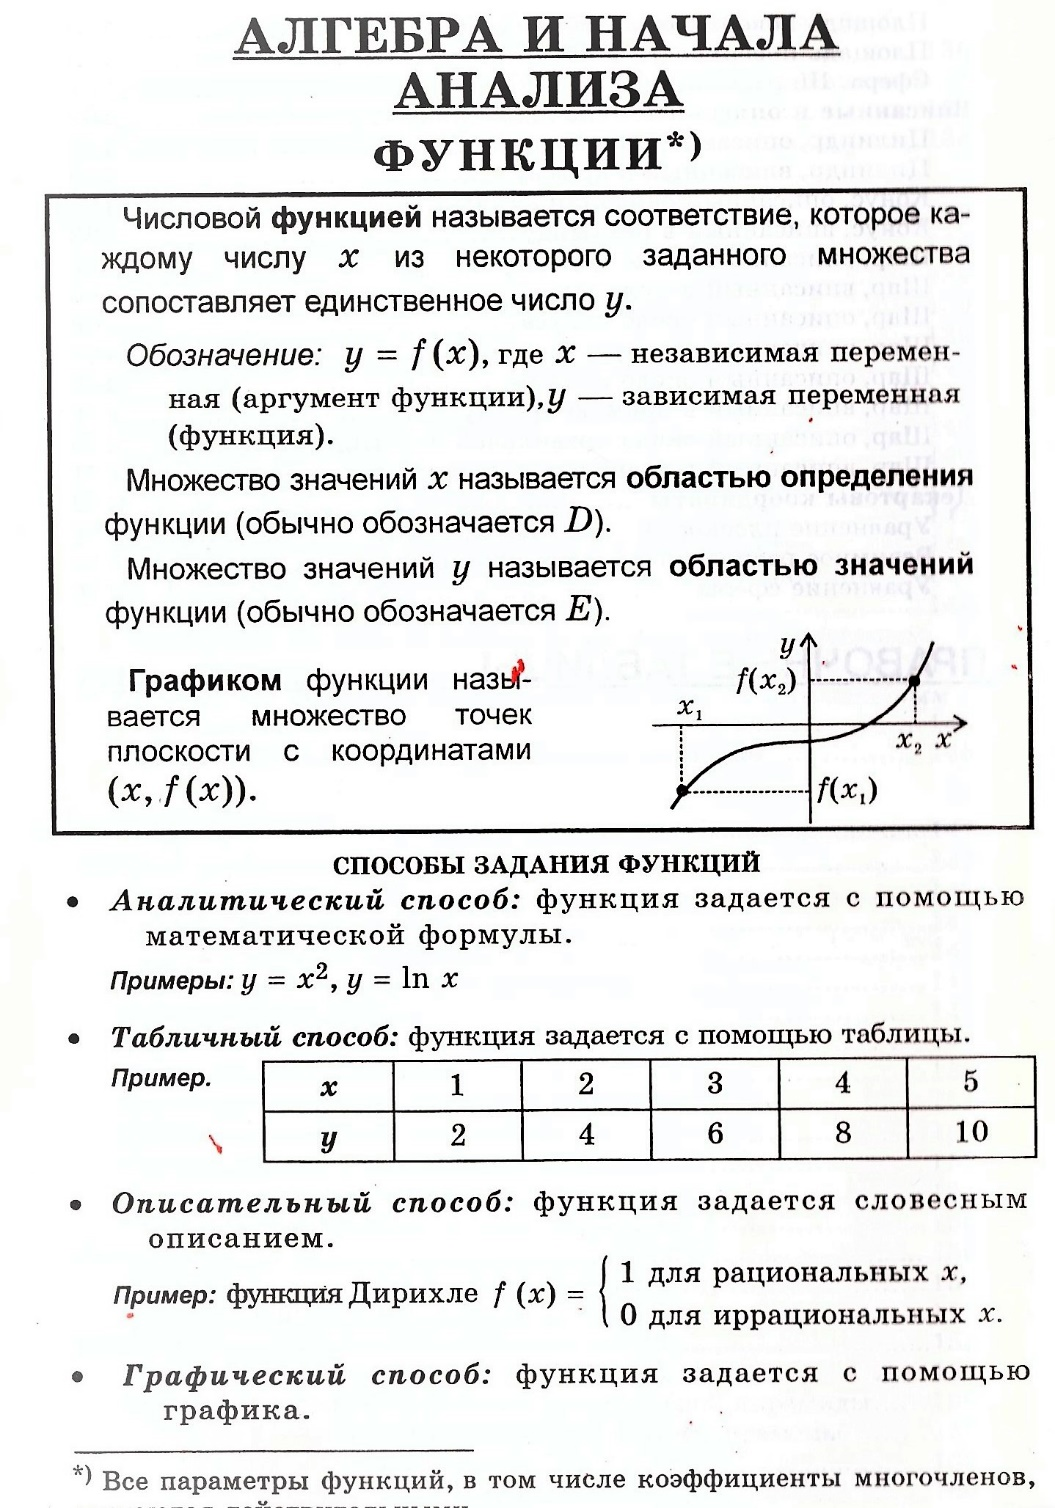 АЛГЕБРА И НАЧАЛА
АНАЛИЗА
ФУНКЦИИ*)
Числовой функцией называется соответствие, которое ка-
ждому числу x из некоторого заданного множества
сопоставляет единственное число y.
Обозначение: y = f (x), где x — независимая перемен-
ная (аргумент функции), y — зависимая переменная
(функция).
Множество значений x называется областью определения
функции (обычно обозначается D).
Множество значений y называется областью значений
функции (обычно обозначается E).
Графиком функции назы-
вается множество точек
плоскости с координатами
(x, f (x)).
y
f(x₂)
x₁
x₂ x
f(x₁)
СПОСОБЫ ЗАДАНИЯ ФУНКЦИЙ
• Аналитический способ: функция задается с помощью
математической формулы.
Примеры: y = x², y = ln x
• Табличный способ: функция задается с помощью таблицы.
Пример.
x 1 2 3 4 5
y 2 4 6 8 10
• Описательный способ: функция задается словесным
описанием.
Пример: функция Дирихле f (x) = { 1 для рациональных x,
0 для иррациональных x.
• Графический способ: функция задается с помощью
графика.
*) Все параметры функций, в том числе коэффициенты многочленов,